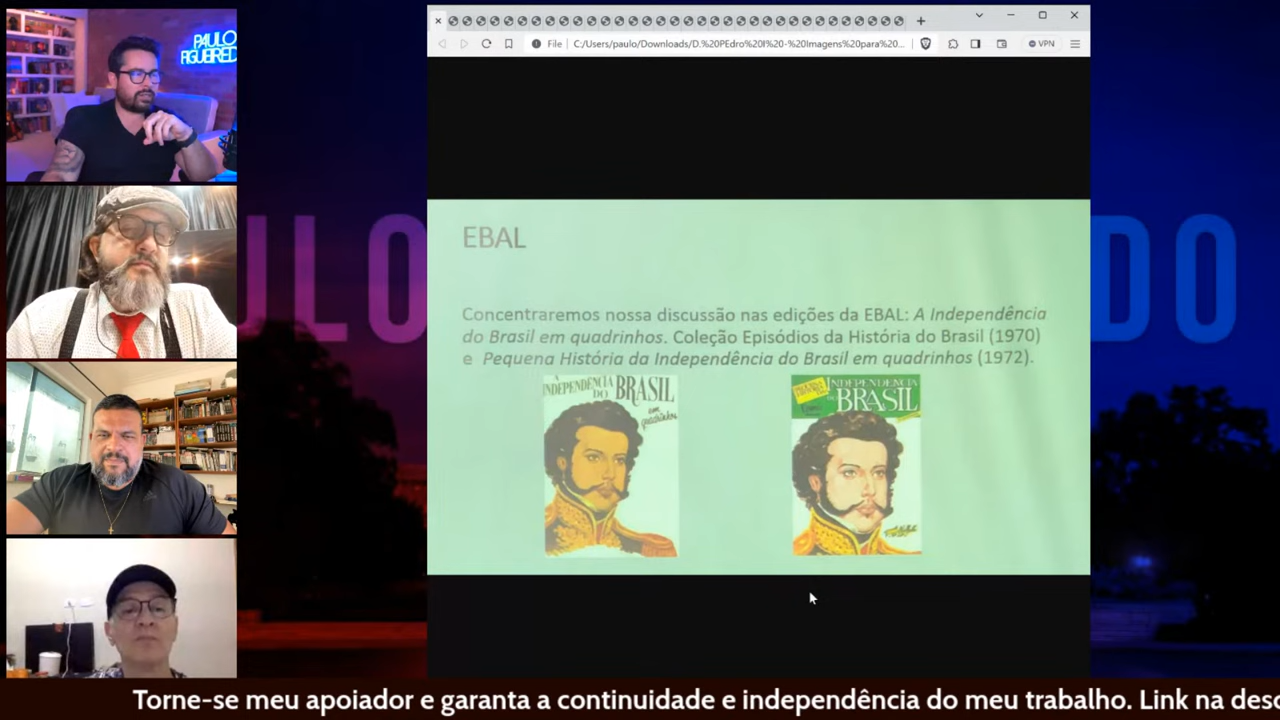 PAULO
FIGUEIRED
ULO
DO
File
C:/Users/paulo/Downloads/D.%20PEdro%20I%20-%20Imagens%20para%20...
VPN
EBAL
Concentraremos nossa discussão nas edições da EBAL: A Independência
do Brasil em quadrinhos. Coleção Episódios da História do Brasil (1970)
e Pequena História da Independência do Brasil em quadrinhos (1972).
A
INDEPENDÊNCIA
DO BRASIL
em
quadrinhos
INDEPENDÊNCIA
DO BRASIL
Torne-se meu apoiador e garanta a continuidade e independência do meu trabalho. Link na desc